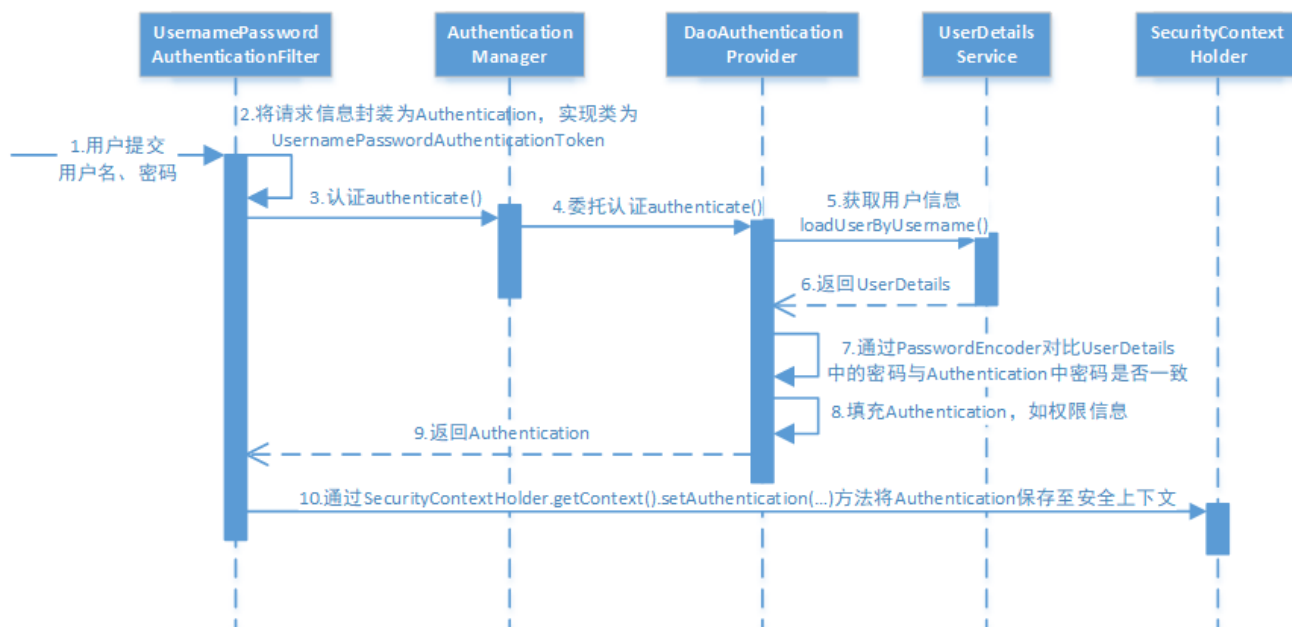 UsernamePassword
AuthenticationFilter
Authentication
Manager
DaoAuthentication
Provider
UserDetails
Service
SecurityContext
Holder
1.用户提交
用户名、密码
2.将请求信息封装为Authentication，实现类为
UsernamePasswordAuthenticationToken
3.认证authenticate()
4.委托认证authenticate()
5.获取用户信息
loadUserByUsername()
6.返回UserDetails
7.通过PasswordEncoder对比UserDetails
中的密码与Authentication中密码是否一致
8.填充Authentication，如权限信息
9.返回Authentication
10.通过SecurityContextHolder.getContext().setAuthentication(...)方法将Authentication保存至安全上下文